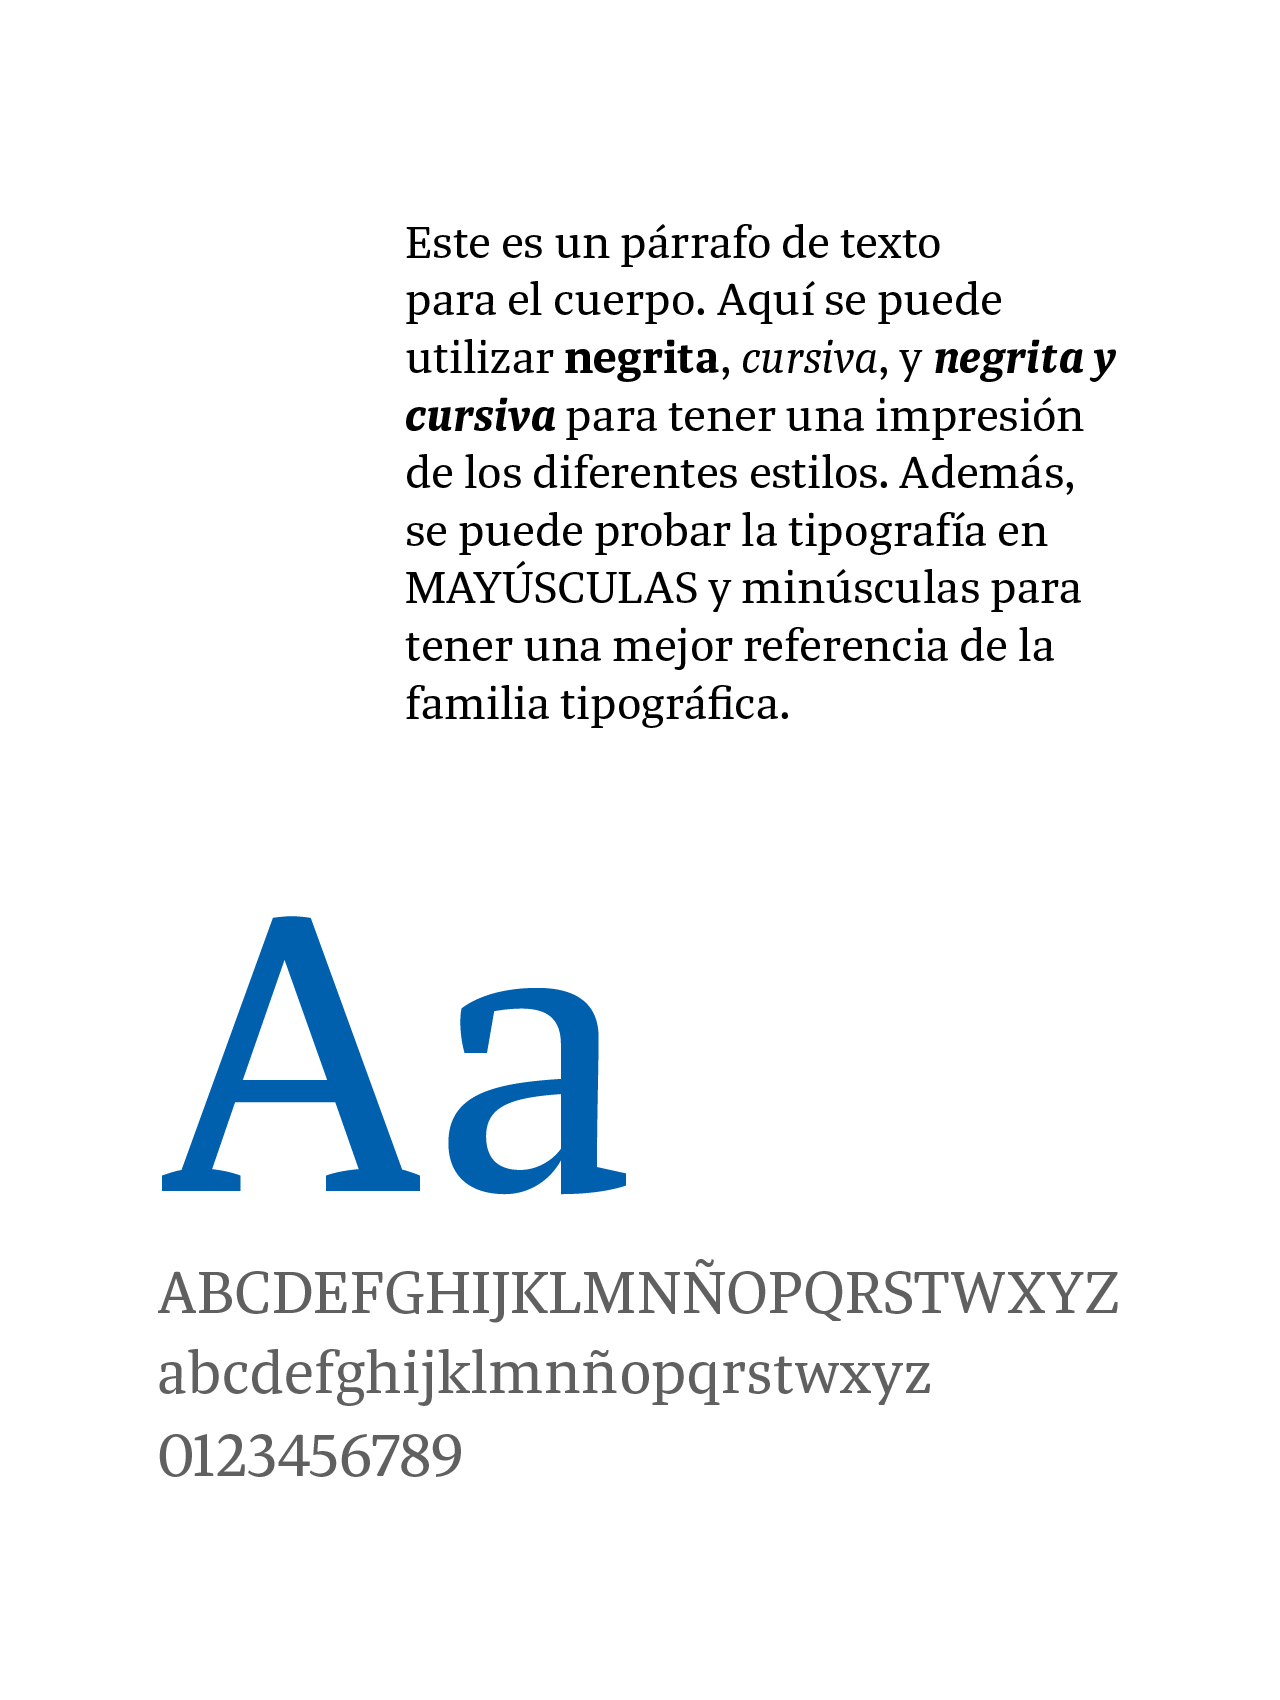 Este es un párrafo de texto
para el cuerpo. Aquí se puede
utilizar negrita, cursiva, y negrita y
cursiva para tener una impresión
de los diferentes estilos. Además,
se puede probar la tipografía en
MAYÚSCULAS y minúsculas para
tener una mejor referencia de la
familia tipográfica.
Aa
ABCDEFGHIJKLMNÑOPQRSTWXYZ
abcdefghijklmnñopqrstwxyz
0123456789